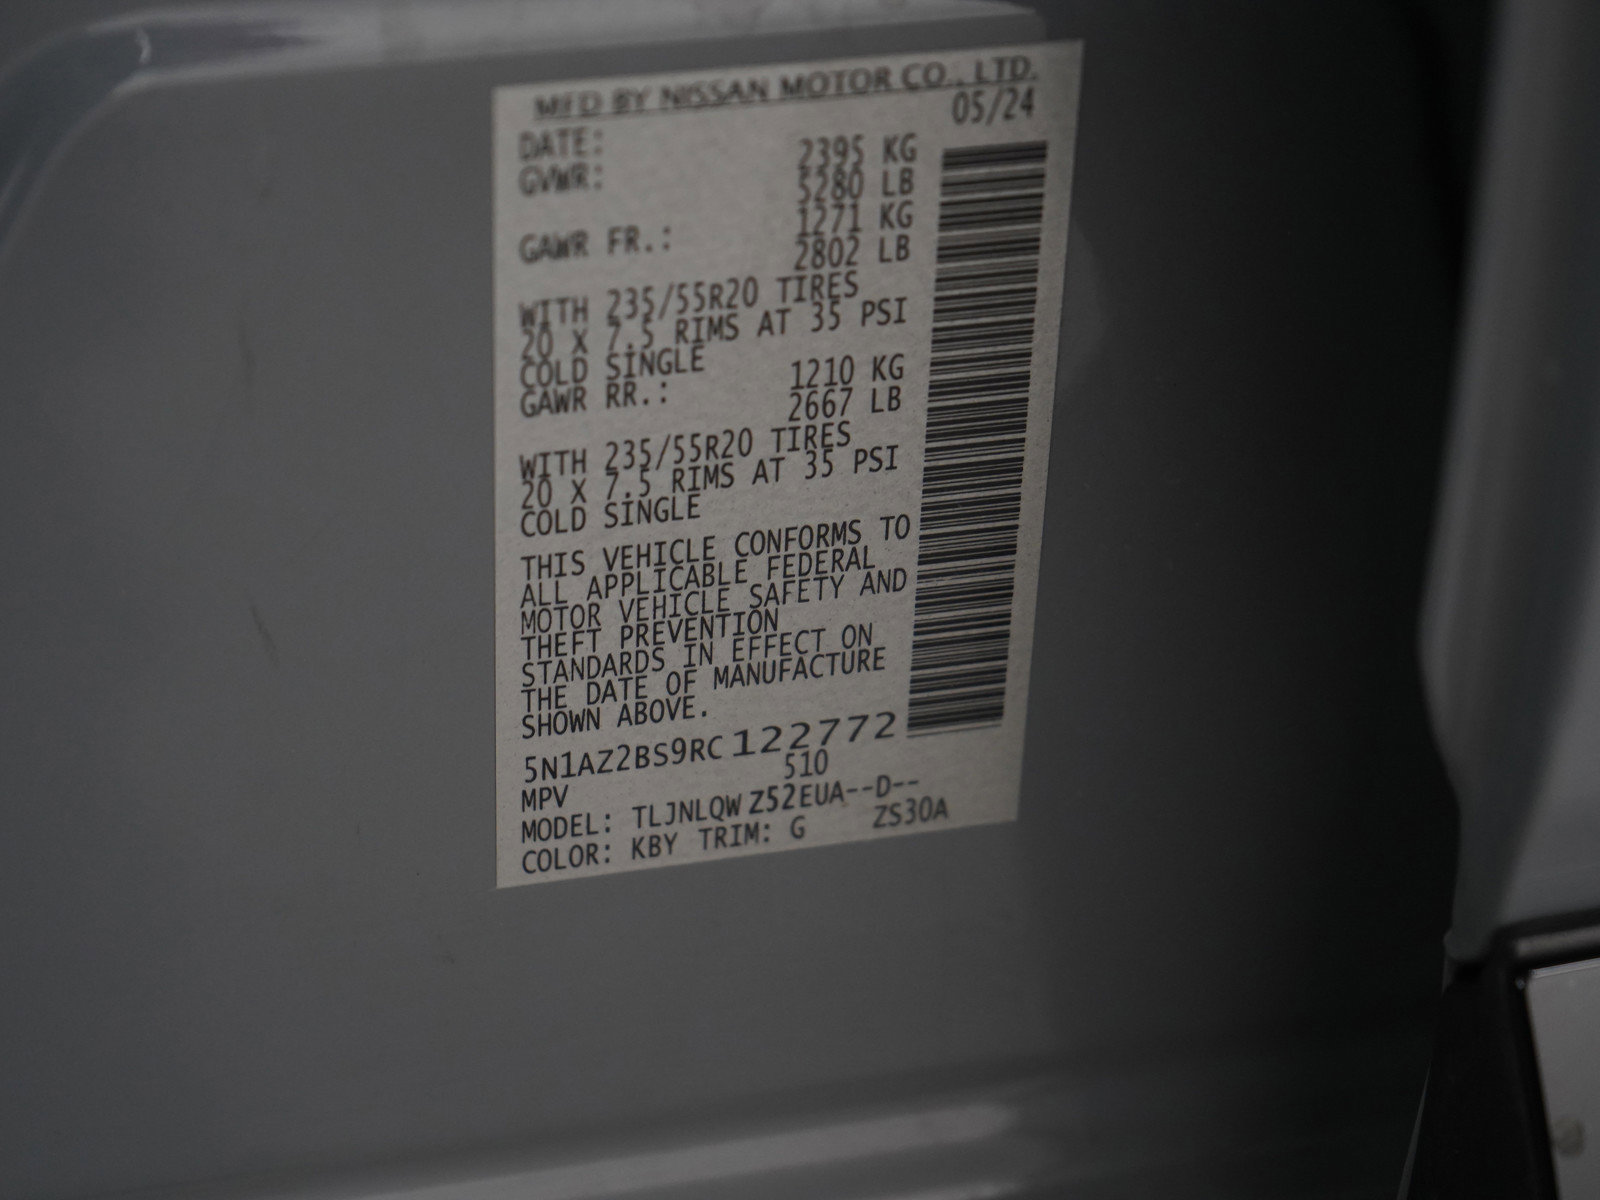 MFD BY NISSAN MOTOR CO., LTD.
DATE: 05/24
GVWR: 2395 KG
5280 LB
GAWR FR.: 1271 KG
2802 LB
WITH 235/55R20 TIRES
20 X 7.5 RIMS AT 35 PSI
COLD SINGLE
GAWR RR.: 1210 KG
2667 LB
WITH 235/55R20 TIRES
20 X 7.5 RIMS AT 35 PSI
COLD SINGLE
THIS VEHICLE CONFORMS TO
ALL APPLICABLE FEDERAL
MOTOR VEHICLE SAFETY AND
THEFT PREVENTION
STANDARDS IN EFFECT ON
THE DATE OF MANUFACTURE
SHOWN ABOVE.
5N1AZ2BS9RC122772
MPV 510
MODEL: TLJNLQW Z52EUA--D--
COLOR: KBY TRIM: G ZS30A